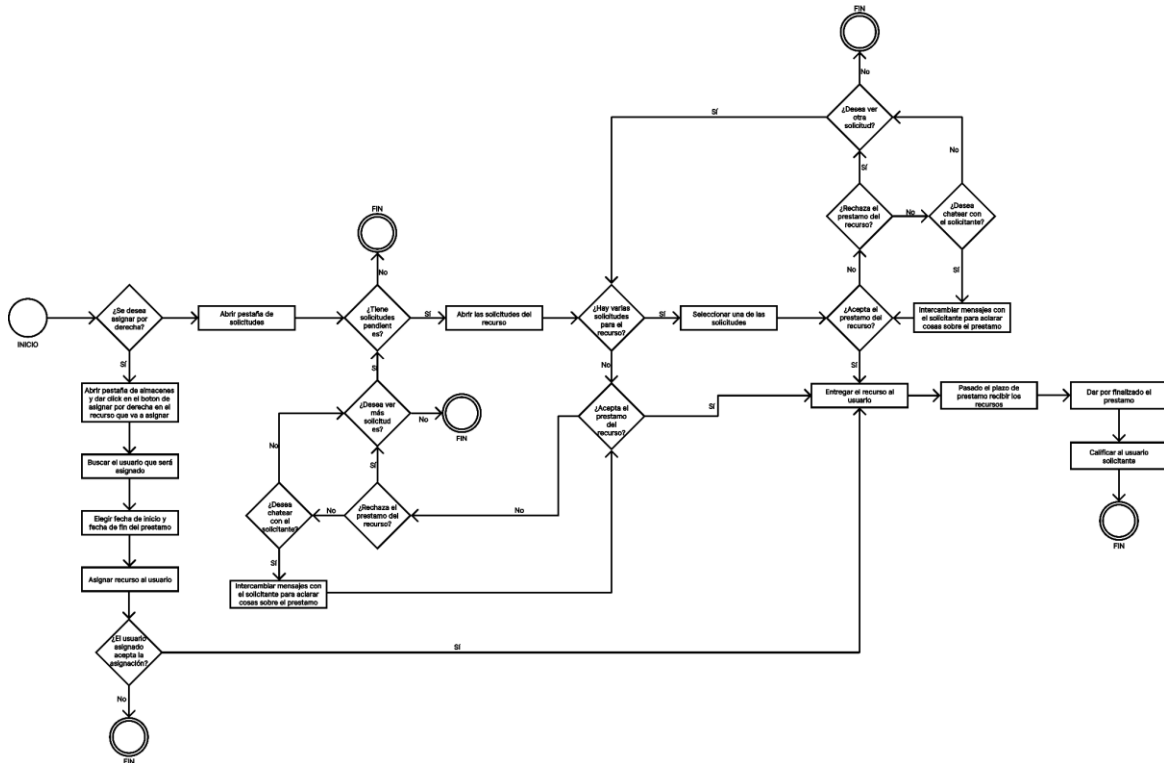 FIN
¿Desea ver
otra
solicitud?
No
Sí
No
Sí
¿Rechaza el
prestamo del
recurso?
No
¿Desea
chatear con
el solicitante?
Sí
No
FIN
No
INICIO
¿Se desea
asignar por
derecha?
Abrir pestaña de
solicitudes
¿Tiene
solicitudes
pendient
es?
Sí
Abrir las solicitudes del
recurso
¿Hay varias
solicitudes
para el
recurso?
Sí
Seleccionar una de las
solicitudes
¿Acepta el
prestamo del
recurso?
Intercambiar mensajes con
el solicitante para aclarar
cosas sobre el prestamo
Sí
Sí
No
Sí
Abrir pestaña de almacenes
y dar click en el boton de
asignar por derecha en el
recurso que va a asignar
¿Desea ver
más
solicitud
es?
No
FIN
¿Acepta el
prestamo
del
recurso?
Sí
Entregar el recurso al
usuario
Pasado el plazo de
prestamo recibir los
recursos
Dar por finalizado el
prestamo
Calificar al usuario
solicitante
FIN
Buscar el usuario que será
asignado
No
Sí
Elegir fecha de inicio y
fecha de fin del prestamo
¿Desea
chatear con
el
solicitante?
No
¿Rechaza el
prestamo del
recurso?
No
Sí
Asignar recurso al usuario
Intercambiar mensajes con
el solicitante para aclarar
cosas sobre el prestamo
¿El usuario
asignado
acepta la
asignación?
Sí
No
FIN